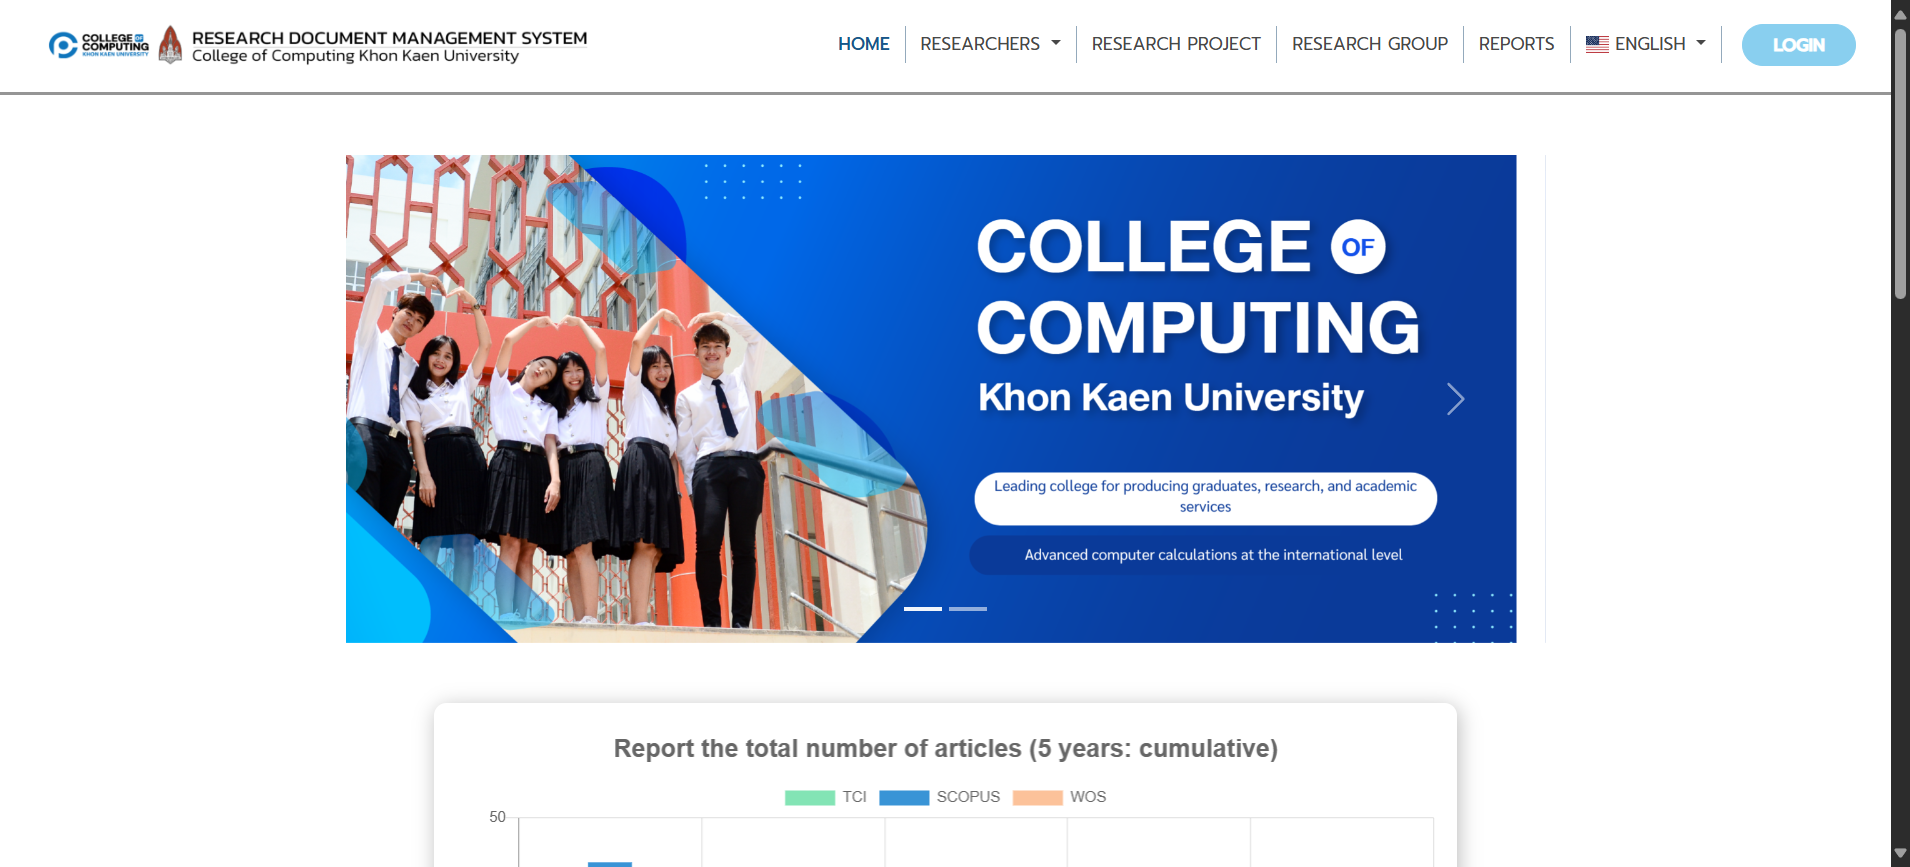 COLLEGE OF
COMPUTING
KHON KAEN UNIVERSITY
RESEARCH DOCUMENT MANAGEMENT SYSTEM
College of Computing Khon Kaen University
HOME
RESEARCHERS
RESEARCH PROJECT
RESEARCH GROUP
REPORTS
ENGLISH
LOGIN
COLLEGE OF
COMPUTING
Khon Kaen University
Leading college for producing graduates, research, and academic
services
Advanced computer calculations at the international level
Report the total number of articles (5 years: cumulative)
TCI
SCOPUS
WOS
50